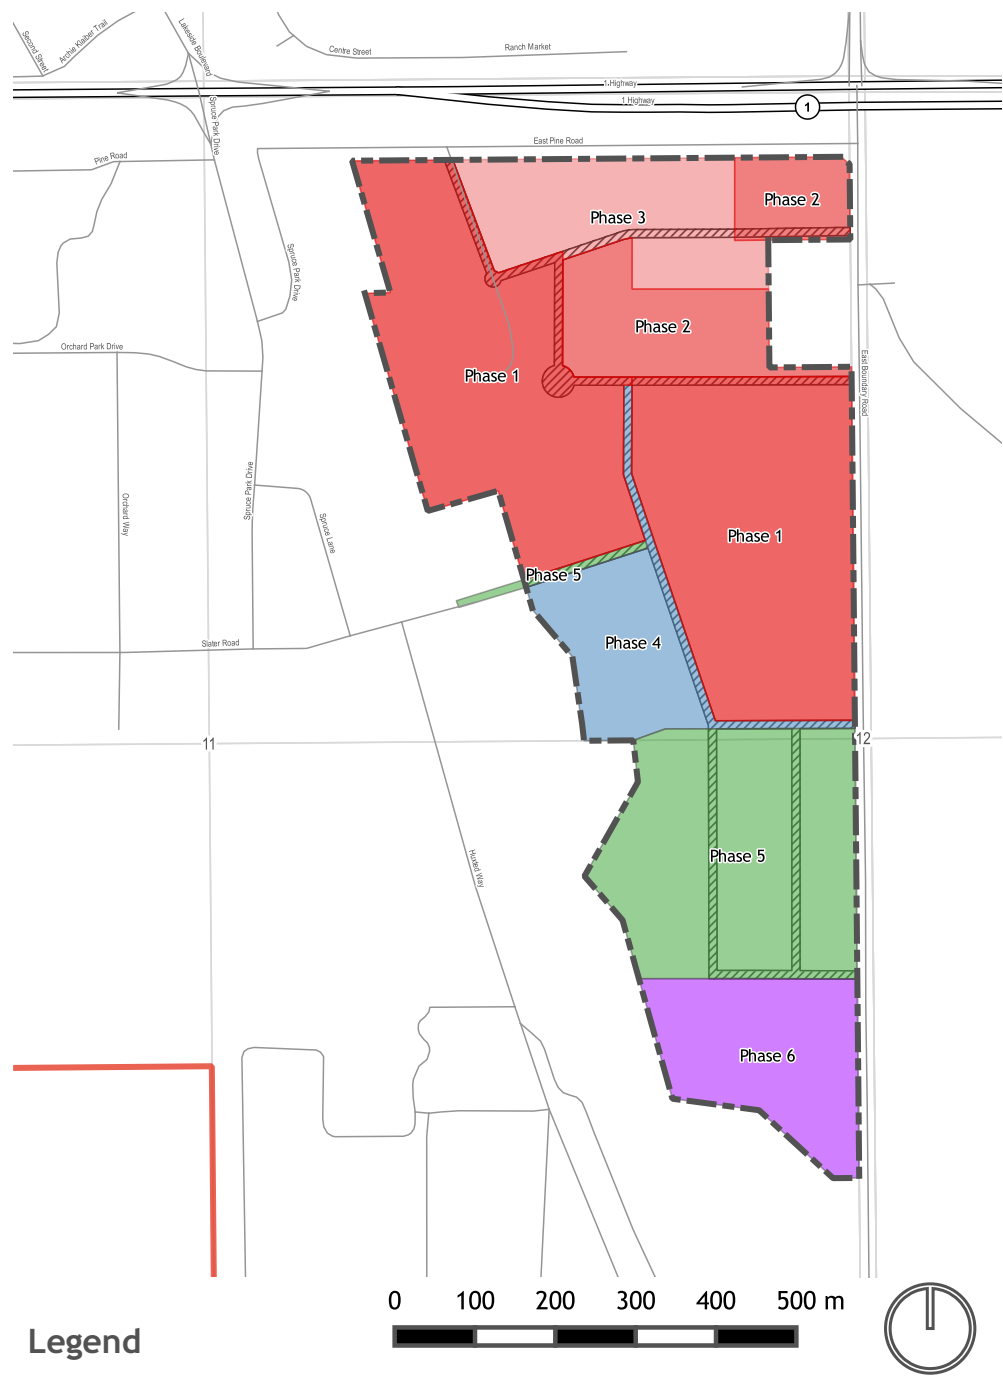 Second Street
Archie Klaiber Trail
Lakeside Boulevard
Centre Street
Ranch Market
1 Highway
1 Highway
1
Spruce Park Drive
East Pine Road
Pine Road
Phase 2
Phase 3
Spruce Park Drive
Phase 2
Orchard Park Drive
Phase 1
East Boundary Road
Spruce Park Drive
Orchard Way
Spruce Lane
Phase 1
Phase 5
Slater Road
Phase 4
11
12
Phase 5
Huxted Way
Phase 6
0 100 200 300 400 500 m
Legend